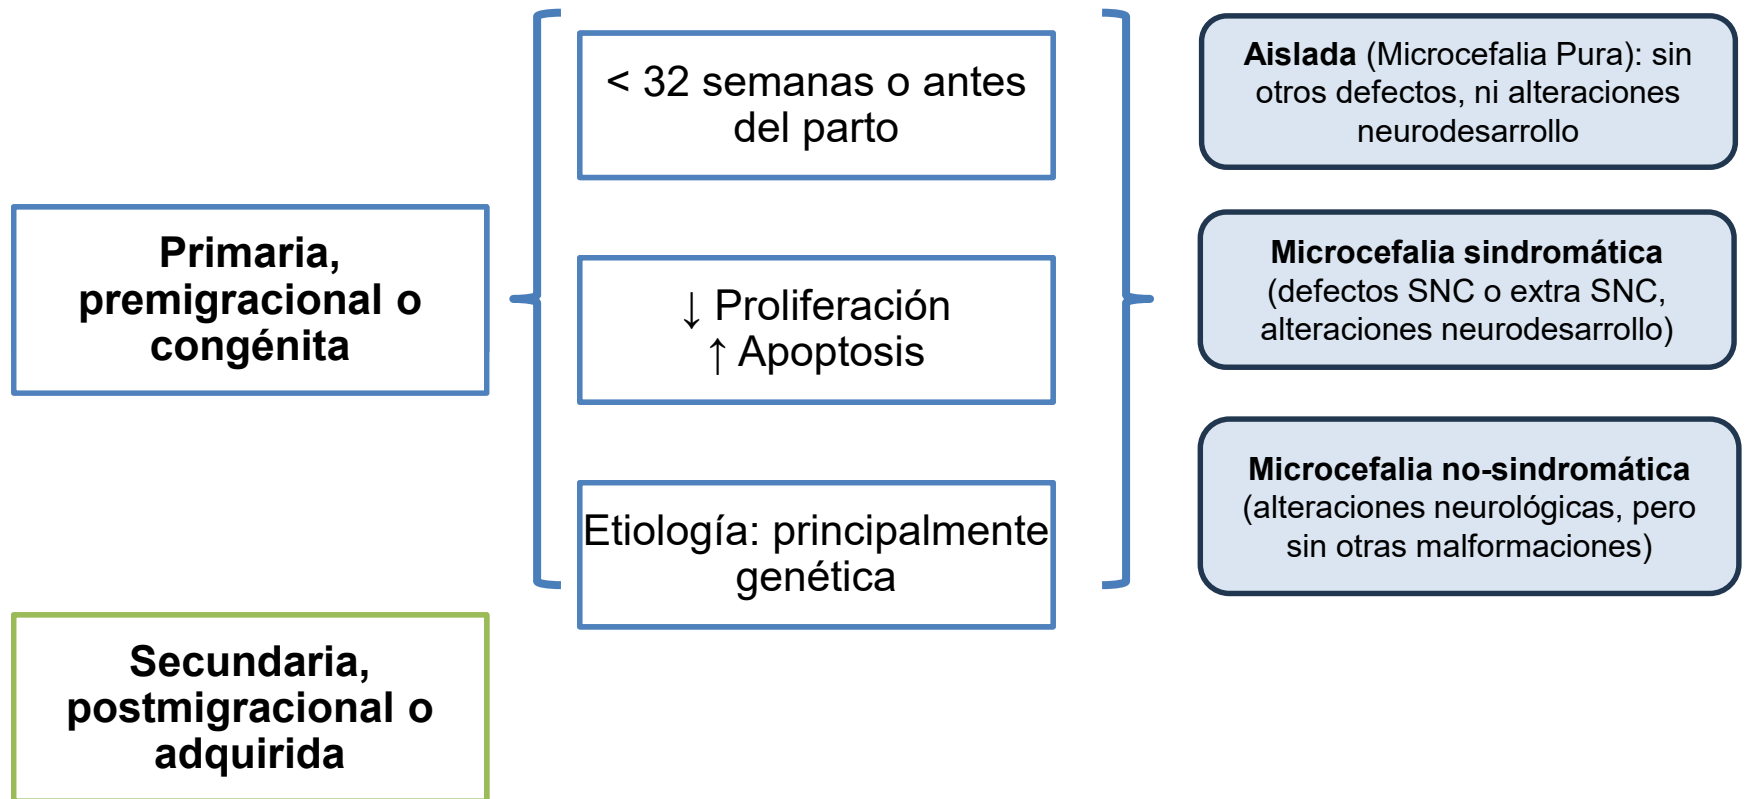 Primaria,
premigracional o
congénita
< 32 semanas o antes
del parto
↓ Proliferación
↑ Apoptosis
Etiología: principalmente
genética
Aislada (Microcefalia Pura): sin
otros defectos, ni alteraciones
neurodesarrollo
Microcefalia sindromática
(defectos SNC o extra SNC,
alteraciones neurodesarrollo)
Microcefalia no-sindromática
(alteraciones neurológicas, pero
sin otras malformaciones)
Secundaria,
postmigracional o
adquirida